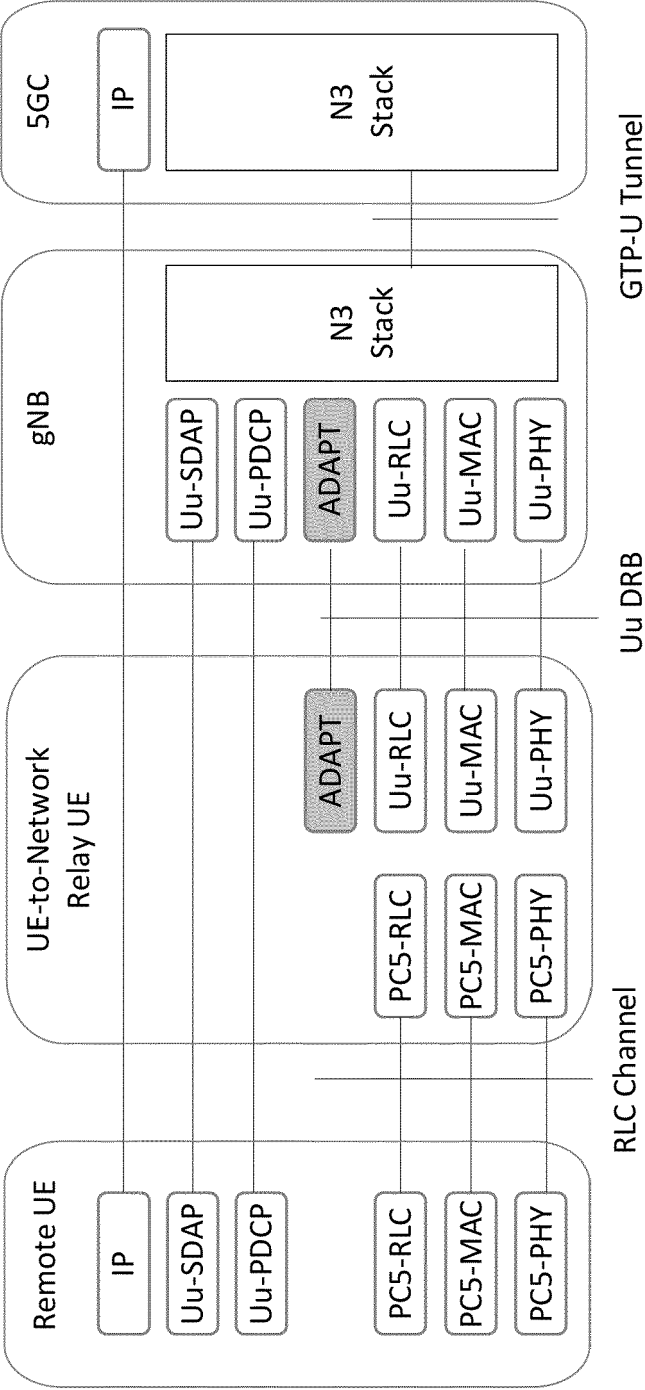 Remote UE
IP
Uu-SDAP
Uu-PDCP
PC5-RLC
PC5-MAC
PC5-PHY
RLC Channel
UE-to-Network
Relay UE
PC5-RLC
PC5-MAC
PC5-PHY
ADAPT
Uu-RLC
Uu-MAC
Uu-PHY
Uu DRB
gNB
Uu-SDAP
Uu-PDCP
ADAPT
Uu-RLC
Uu-MAC
Uu-PHY
N3
Stack
GTP-U Tunnel
5GC
IP
N3
Stack